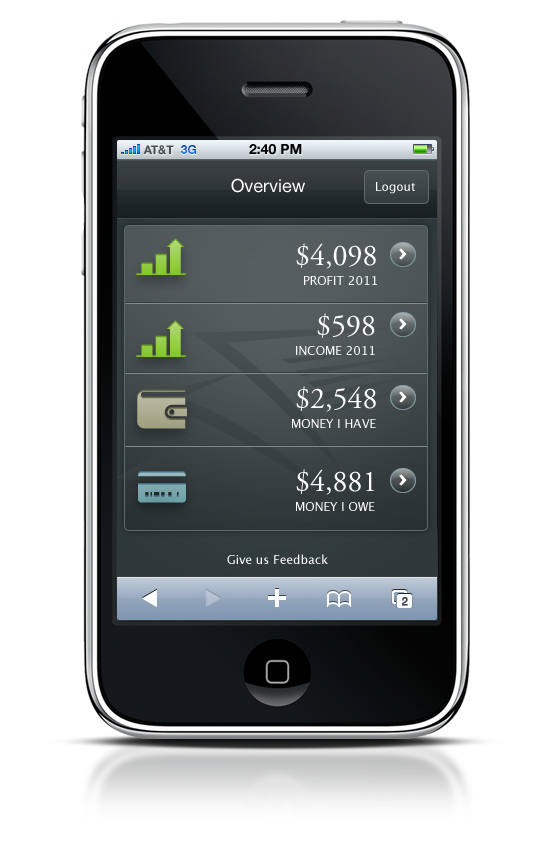 AT&T 3G 2:40 PM
Overview
Logout
$4,098
PROFIT 2011
$598
INCOME 2011
$2,548
MONEY I HAVE
$4,881
MONEY I OWE
Give us Feedback
2